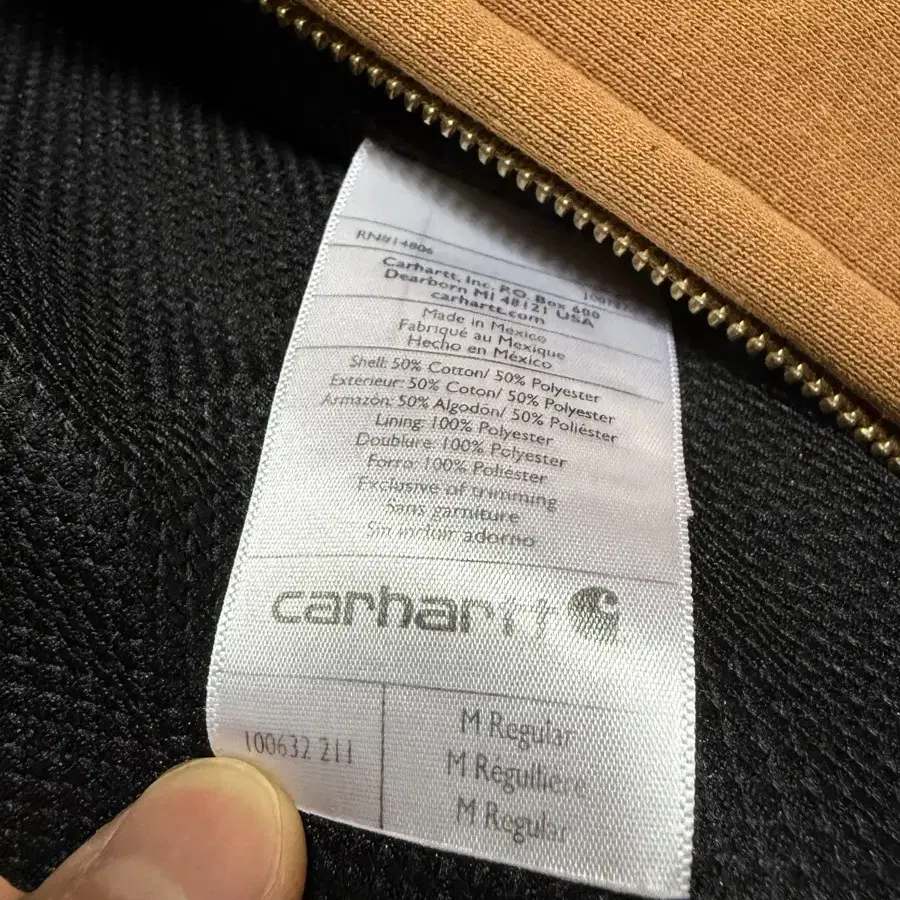 RN#14806
Carhartt, Inc. P.O. Box 600
Dearborn MI 48121 USA
carhartt.com
Made in Mexico
Fabriqué au Mexique
Hecho en México
Shell: 50% Cotton/ 50% Polyester
Exterieur: 50% Coton/ 50% Polyester
Armazón: 50% Algodón/ 50% Poliéster
Lining: 100% Polyester
Doublure: 100% Polyester
Forro: 100% Poliéster
Exclusive of trimming
Sans garniture
Sin incluir adorno
carhartt
100632 211
M Regular
M Régulliere
M Regular